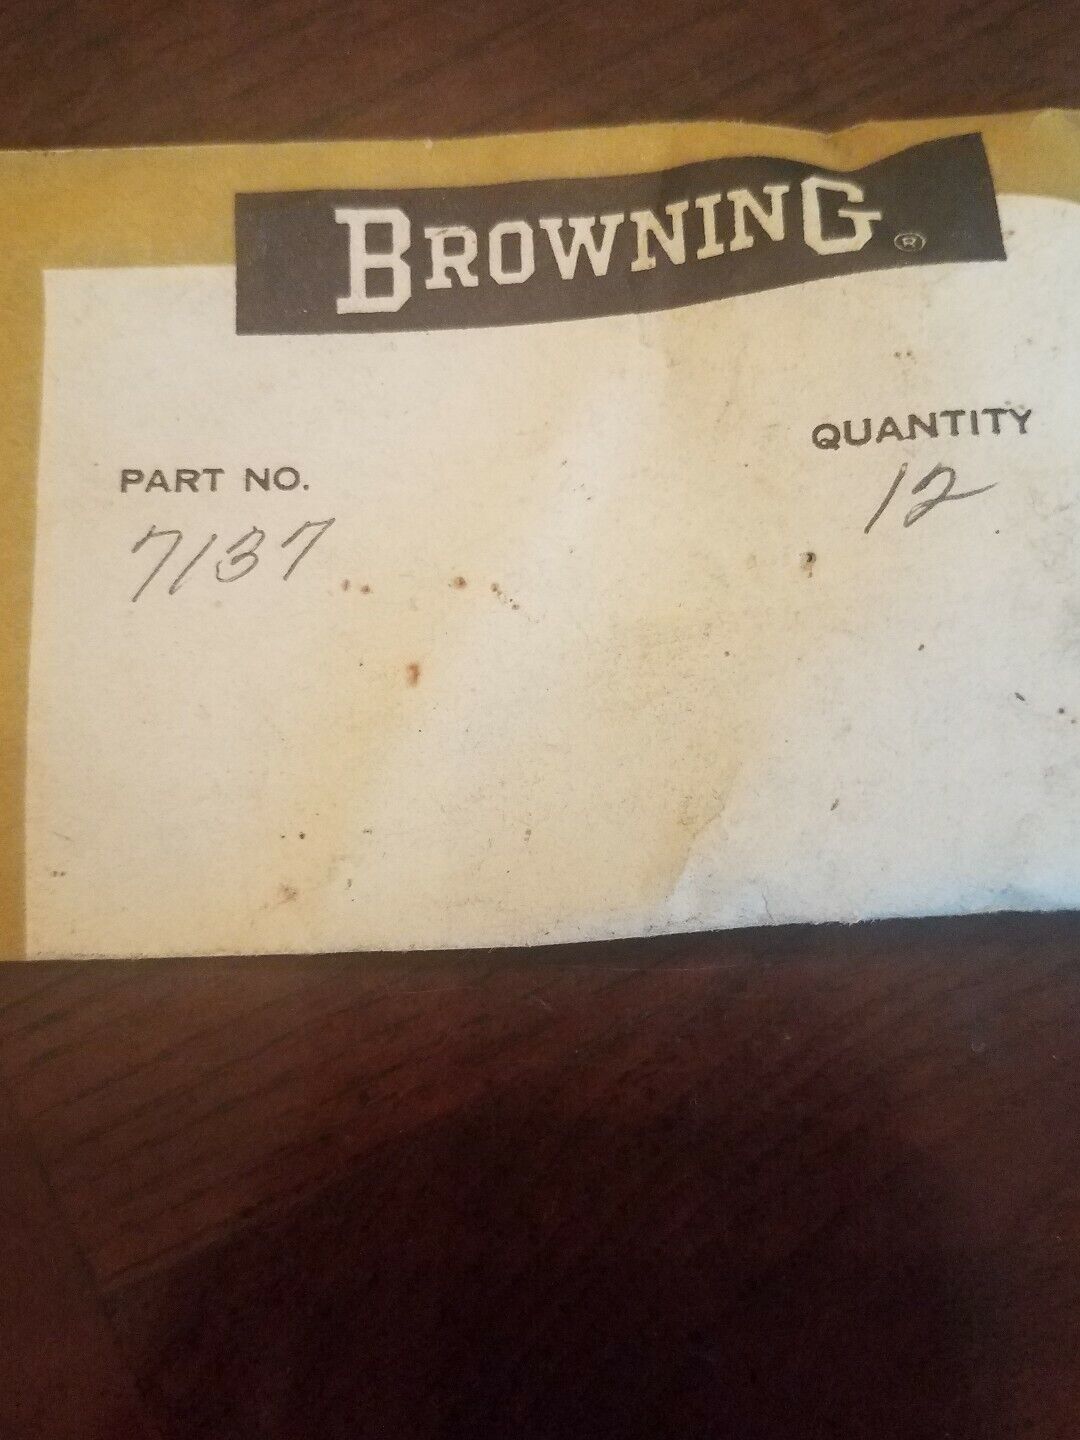 BROWNING ®
QUANTITY
12
PART NO.
7137